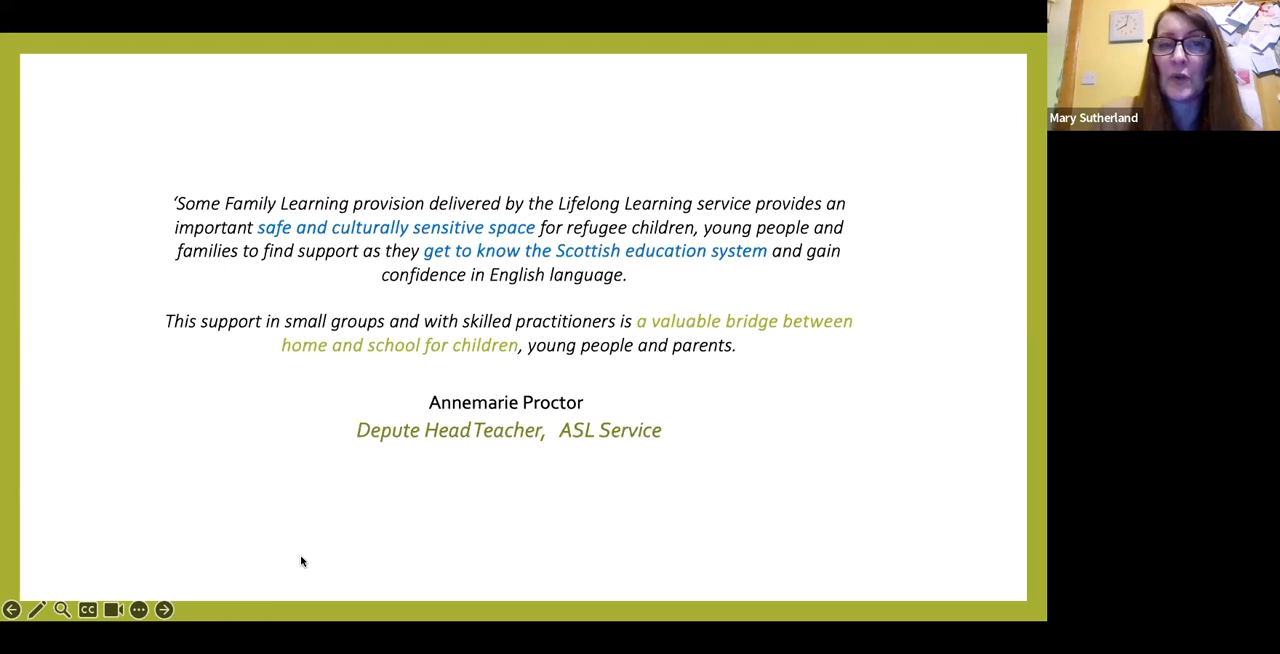 ‘Some Family Learning provision delivered by the Lifelong Learning service provides an
important safe and culturally sensitive space for refugee children, young people and
families to find support as they get to know the Scottish education system and gain
confidence in English language.
This support in small groups and with skilled practitioners is a valuable bridge between
home and school for children, young people and parents.
Annemarie Proctor
Depute Head Teacher, ASL Service
Mary Sutherland
CC